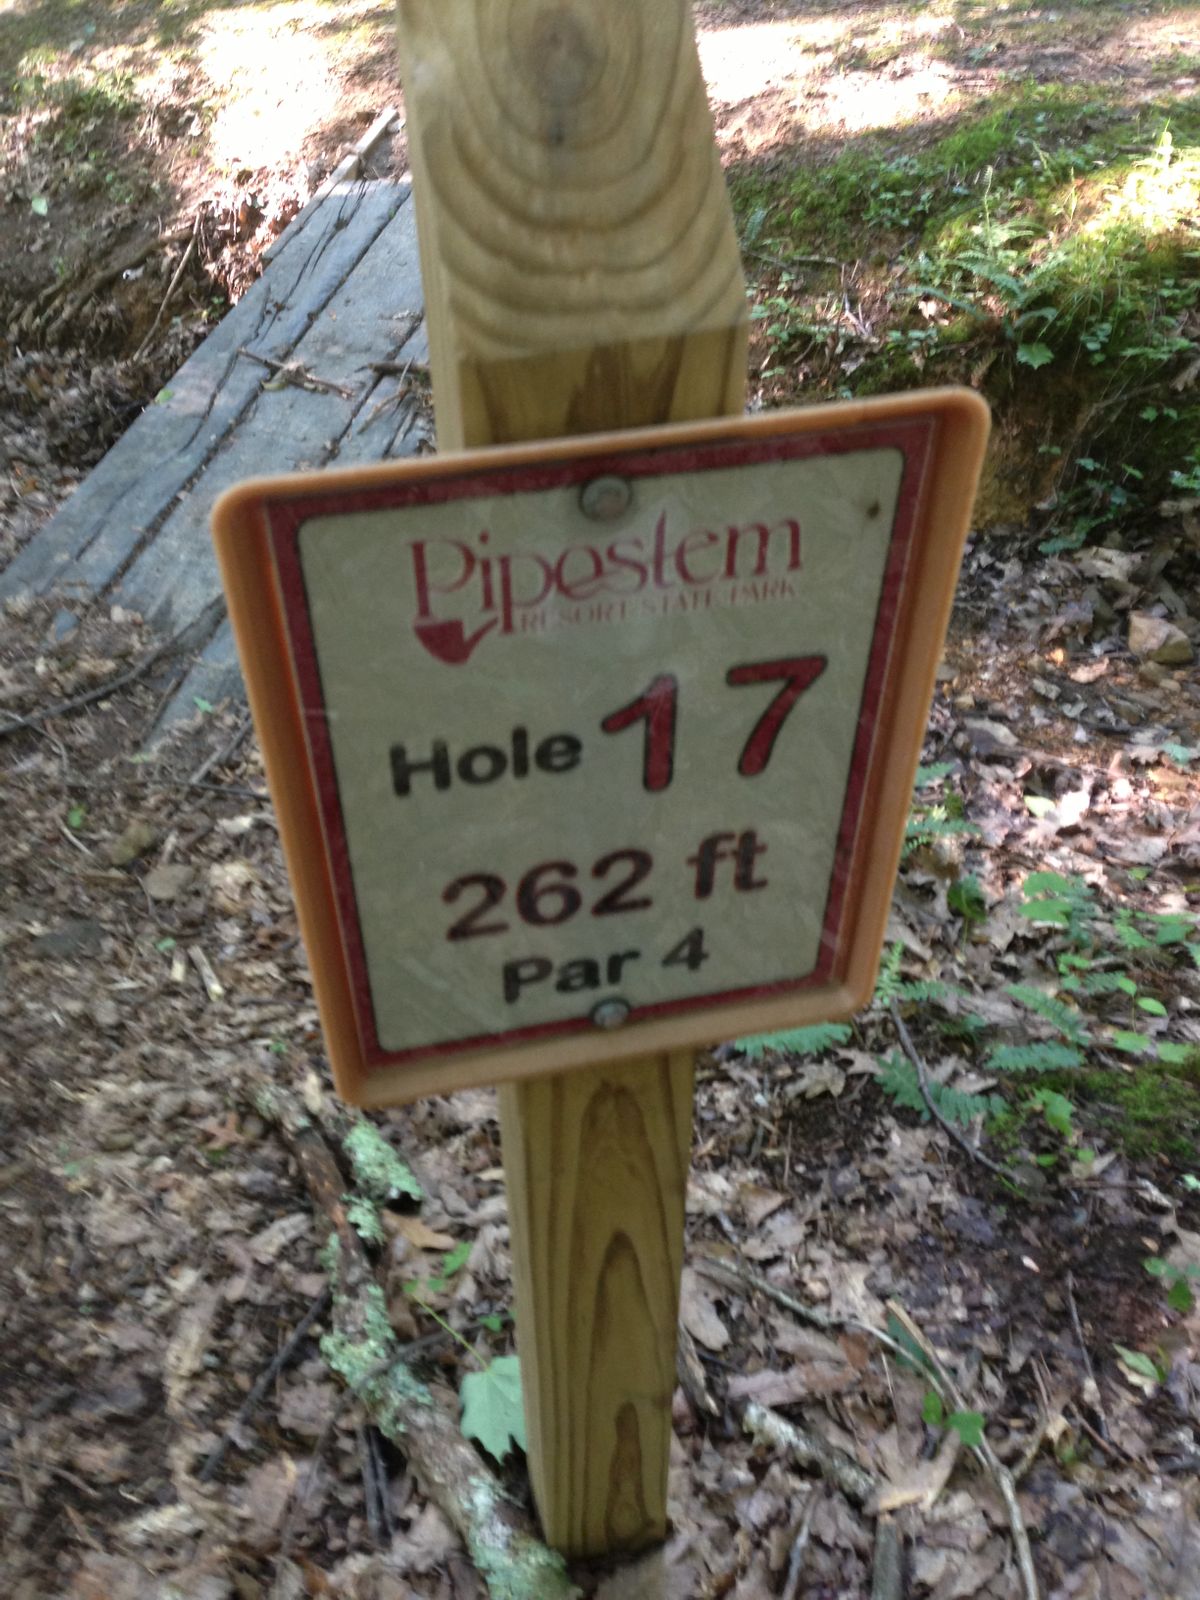 Pipestem
RESORT STATE PARK
Hole 17
262 ft
Par 4